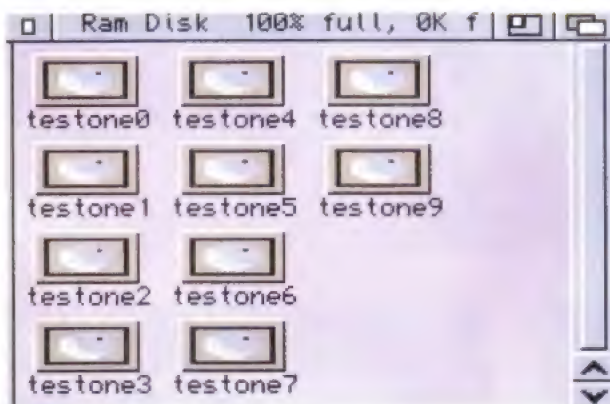 Ram Disk 100% full, 0K f
testone0 testone4 testone8
testone1 testone5 testone9
testone2 testone6
testone3 testone7